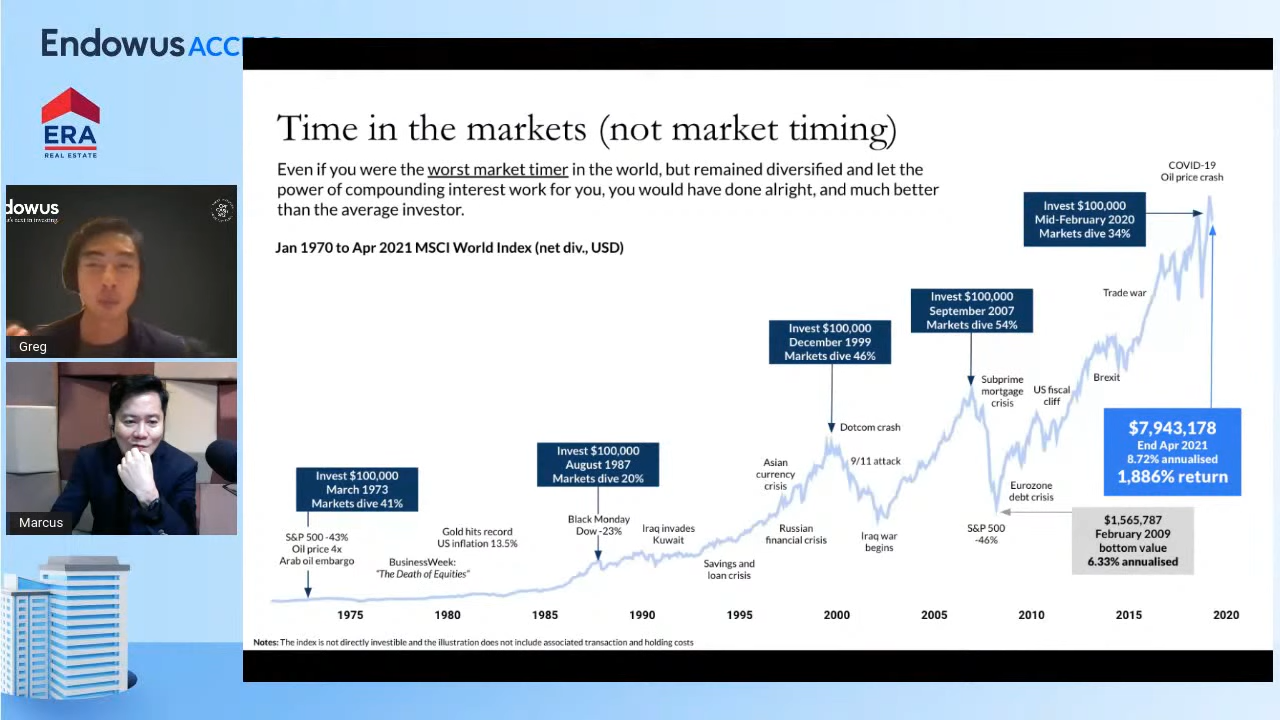 Endowus ACCE
ERA
REAL ESTATE
dowus
Greg
Marcus
Time in the markets (not market timing)
Even if you were the worst market timer in the world, but remained diversified and let the
power of compounding interest work for you, you would have done alright, and much better
than the average investor.
Jan 1970 to Apr 2021 MSCI World Index (net div., USD)
COVID-19
Oil price crash
Invest $100,000
Mid-February 2020
Markets dive 34%
Trade war
Invest $100,000
September 2007
Markets dive 54%
Invest $100,000
December 1999
Markets dive 46%
Subprime
mortgage
crisis
US fiscal
cliff
Brexit
Dotcom crash
$7,943,178
End Apr 2021
8.72% annualised
1,886% return
Invest $100,000
August 1987
Markets dive 20%
Asian
currency
crisis
9/11 attack
Invest $100,000
March 1973
Markets dive 41%
Eurozone
debt crisis
Black Monday
Dow -23%
Iraq invades
Kuwait
Russian
financial crisis
Iraq war
begins
S&P 500
-46%
$1,565,787
February 2009
bottom value
6.33% annualised
S&P 500 -43%
Oil price 4x
Arab oil embargo
Gold hits record
US inflation 13.5%
BusinessWeek:
"The Death of Equities"
Savings and
loan crisis
1975 1980 1985 1990 1995 2000 2005 2010 2015 2020
Notes: The index is not directly investible and the illustration does not include associated transaction and holding costs